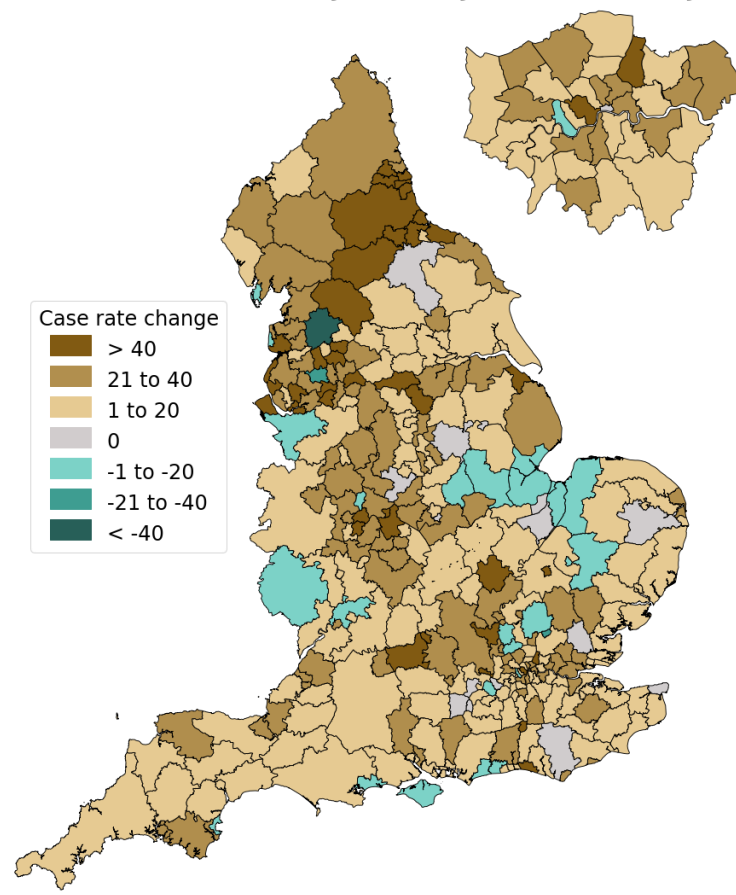 Case rate change
> 40
21 to 40
1 to 20
0
-1 to -20
-21 to -40
< -40